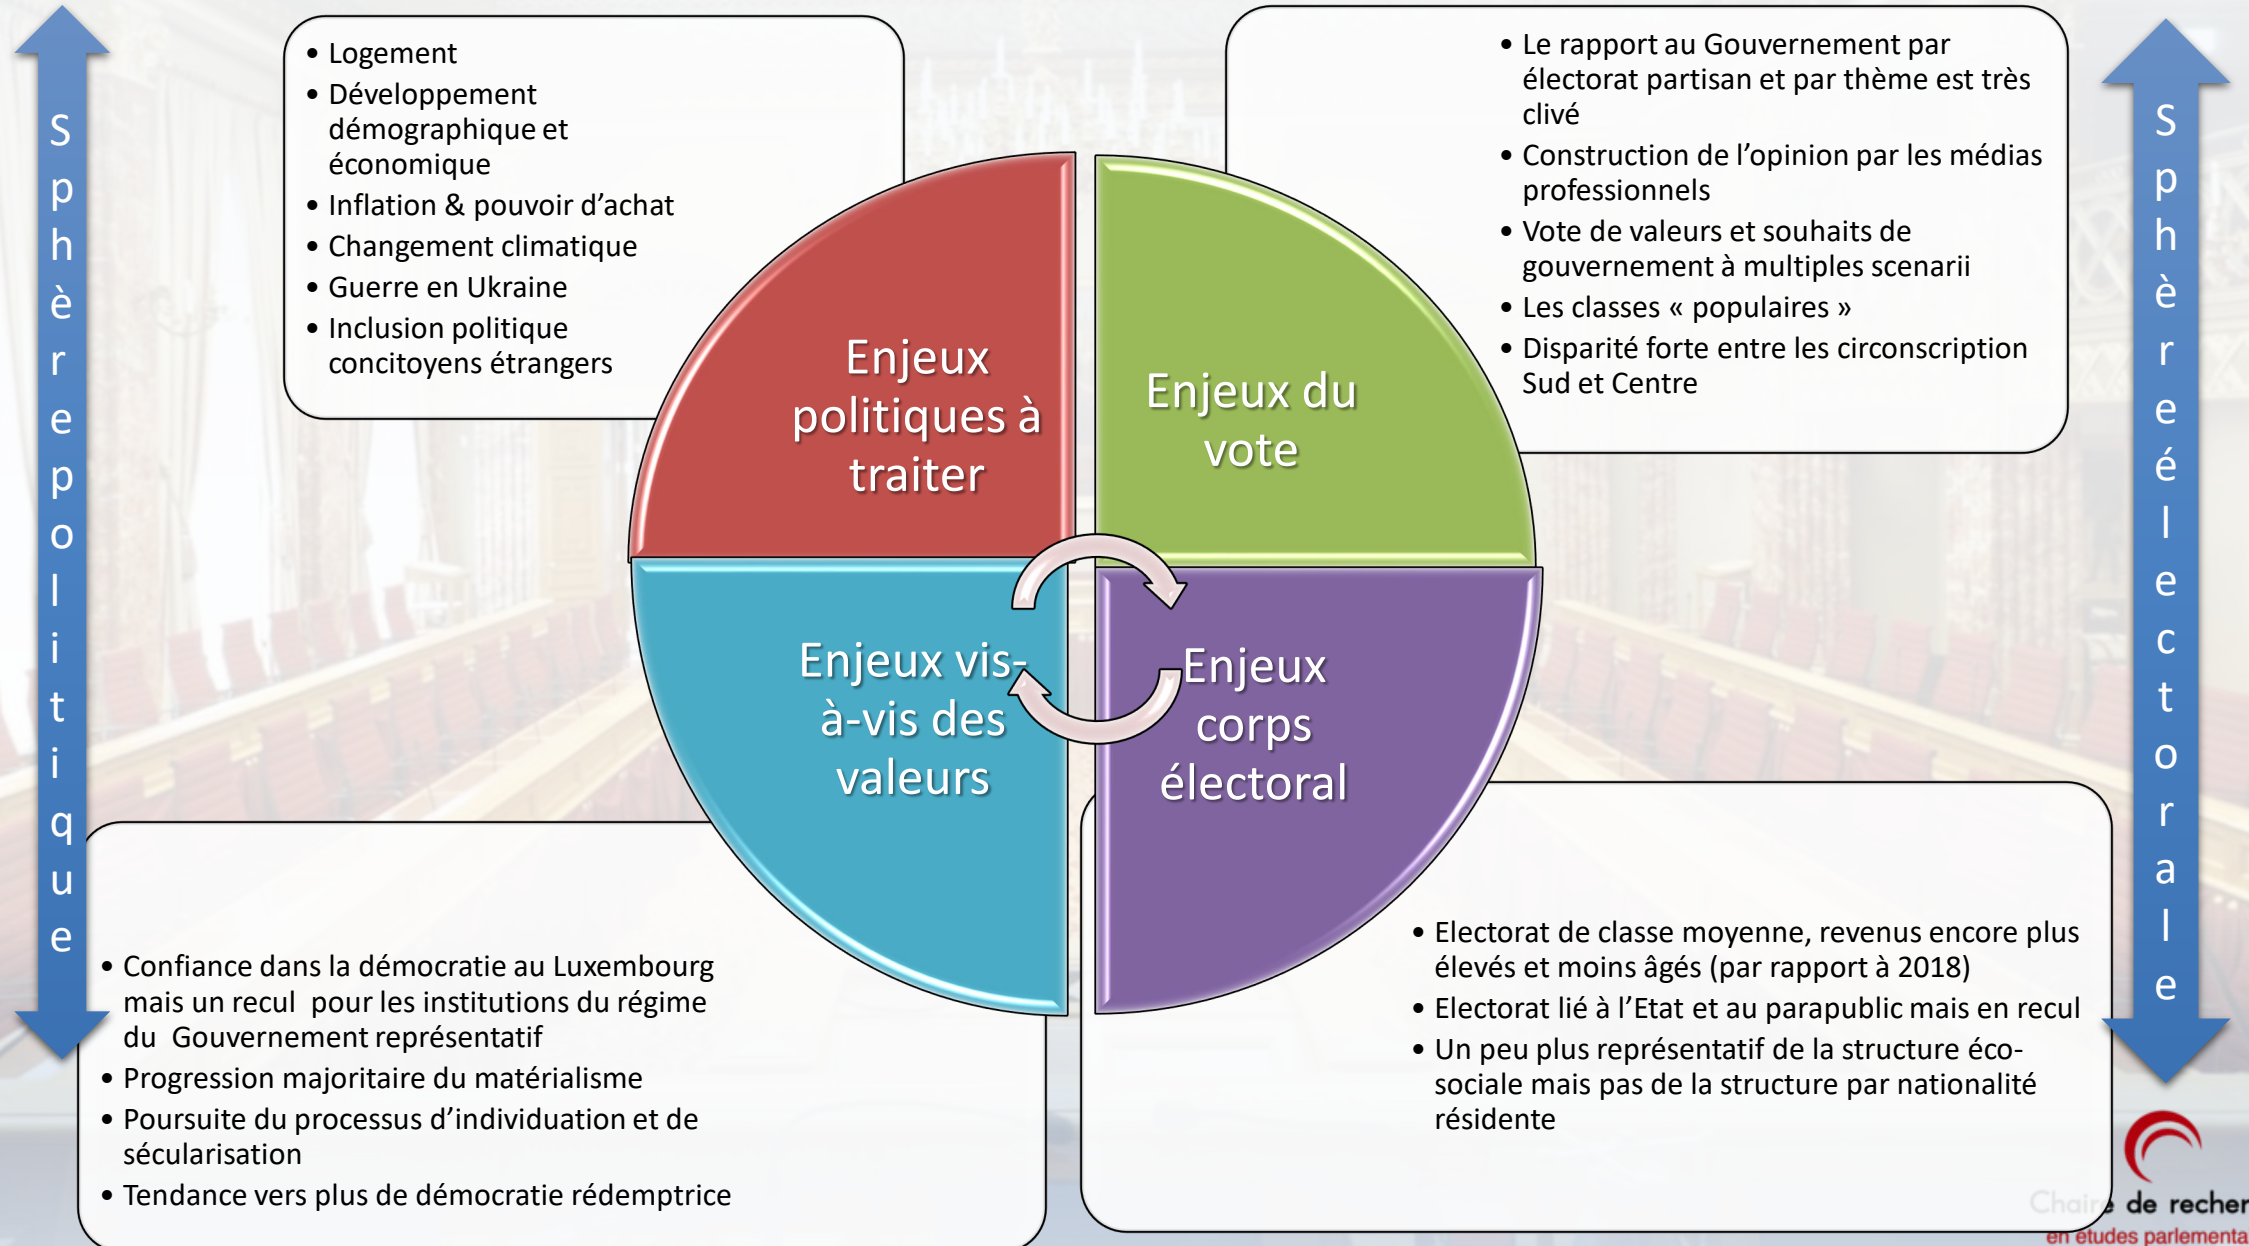 Sphère politique
• Logement
• Développement
démographique et
économique
• Inflation & pouvoir d’achat
• Changement climatique
• Guerre en Ukraine
• Inclusion politique
concitoyens étrangers
• Le rapport au Gouvernement par
électorat partisan et par thème est très
clivé
• Construction de l’opinion par les médias
professionnels
• Vote de valeurs et souhaits de
gouvernement à multiples scenarii
• Les classes « populaires »
• Disparité forte entre les circonscription
Sud et Centre
Sphère électorale
Enjeux
politiques à
traiter
Enjeux du
vote
Enjeux vis-
à-vis des
valeurs
Enjeux
corps
électoral
• Confiance dans la démocratie au Luxembourg
mais un recul pour les institutions du régime
du Gouvernement représentatif
• Progression majoritaire du matérialisme
• Poursuite du processus d’individuation et de
sécularisation
• Tendance vers plus de démocratie rédemptrice
• Electorat de classe moyenne, revenus encore plus
élevés et moins âgés (par rapport à 2018)
• Electorat lié à l’Etat et au parapublic mais en recul
• Un peu plus représentatif de la structure éco-
sociale mais pas de la structure par nationalité
résidente
Chaire de recher
en études parlementa